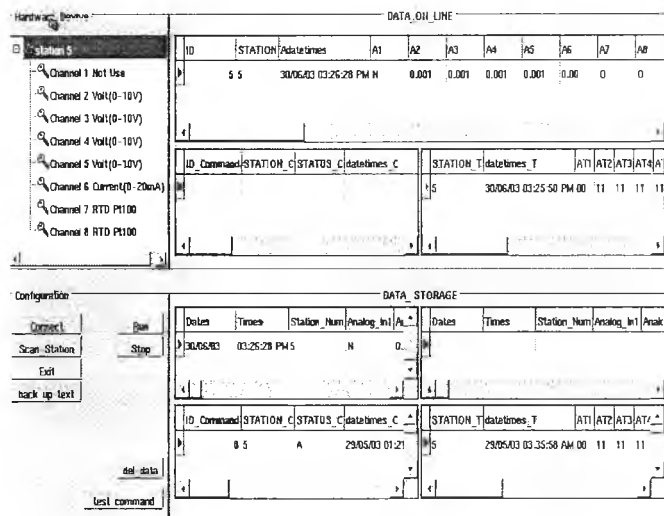 Hardware Device
station 5
Channel 1 Not Use
Channel 2 Volt(0-10V)
Channel 3 Volt(0-10V)
Channel 4 Volt(0-10V)
Channel 5 Volt(0-10V)
Channel 6 Current(0-20mA)
Channel 7 RTD Pt100
Channel 8 RTD Pt100
DATA_ON_LINE
ID STATION Adatetimes A1 A2 A3 A4 A5 A6 A7 A8
5 5 30/06/03 03:26:28 PM N 0.001 0.001 0.001 0.001 0.00 0 0
ID_Command STATION_C STATUS_C datetimes_C
STATION_T datetimes_T AT1 AT2 AT3 AT4
5 30/06/03 03:25:50 PM 00 11 11 11 11
Configuration
Connect Run
Scan Station Stop
Exit
back up text
del data
test command
DATA_STORAGE
Dates Times Station_Num Analog_In1
30/06/03 03:26:28 PM 5 N 0.
Dates Times Station_Num Analog_In1 Anak
ID_Command STATION_C STATUS_C datetimes_C
8 5 A 29/05/03 01:21
STATION_T datetimes_T AT1 AT2 AT3 AT4
5 29/05/03 03:35:58 AM 00 11 11 11